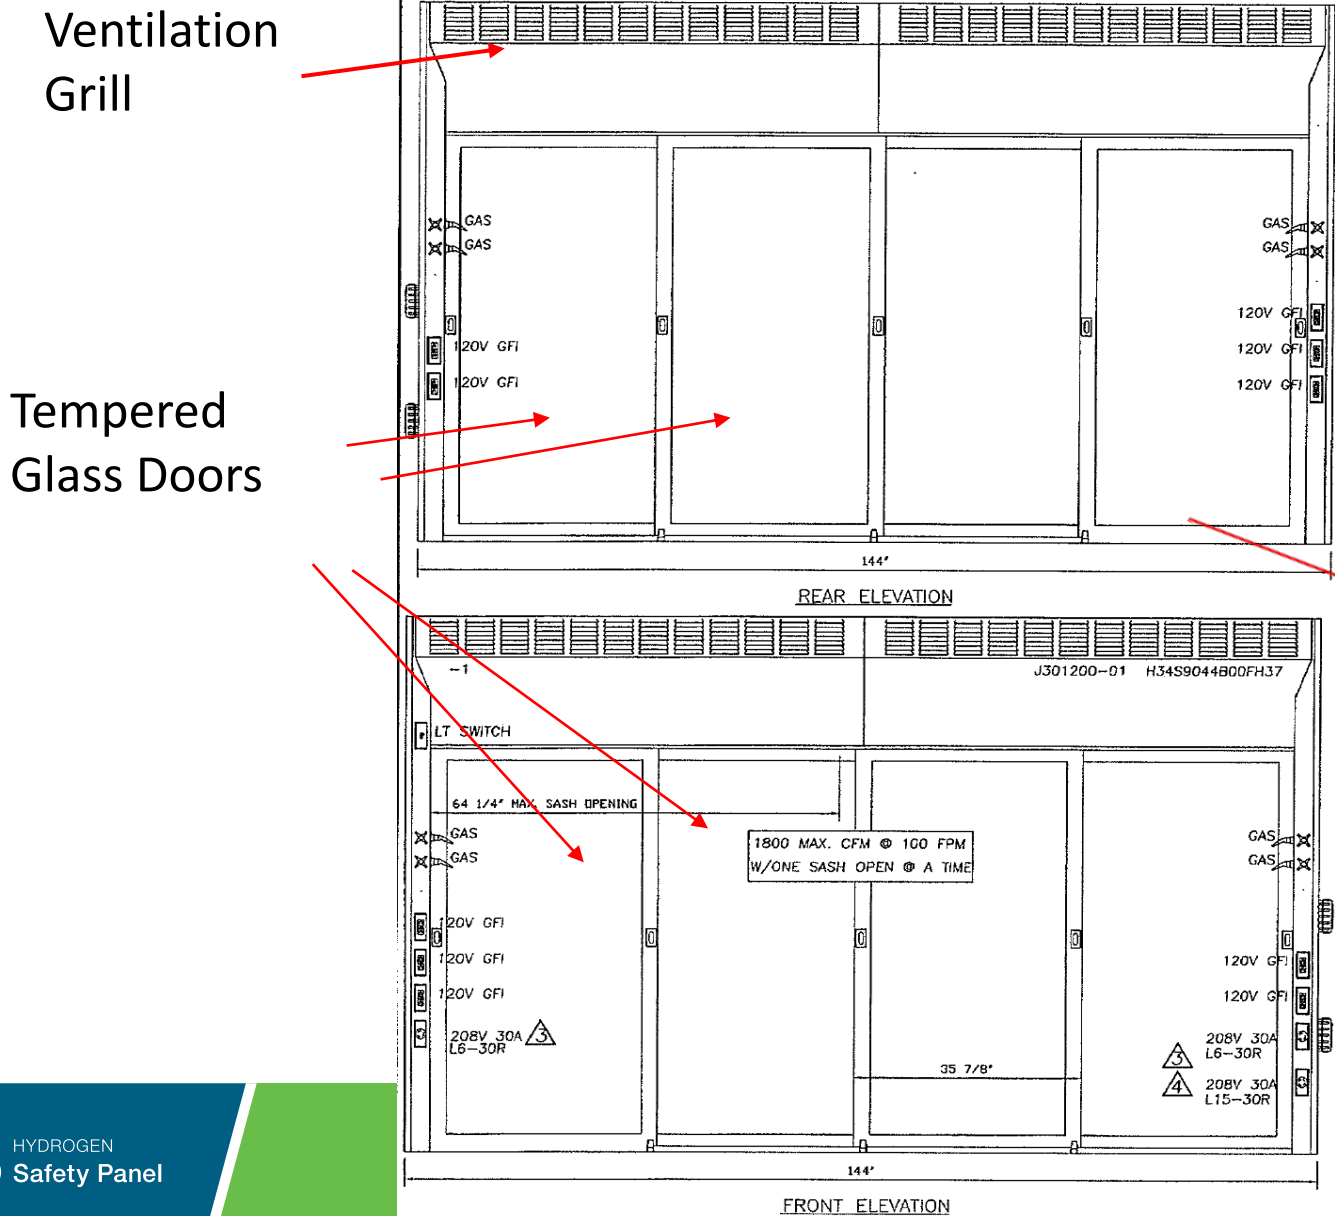 Ventilation
Grill
GAS
GAS
GAS
GAS
120V GFI
120V GFI
120V GFI
120V GFI
120V GFI
Tempered
Glass Doors
144"
REAR ELEVATION
-1
J301200-01 H34S9044B00FH37
LT SWITCH
64 1/4" MAX. SASH OPENING
1800 MAX. CFM @ 100 FPM
W/ONE SASH OPEN @ A TIME
GAS
GAS
GAS
GAS
120V GFI
120V GFI
120V GFI
208V 30A 3
L6-30R
120V GFI
120V GFI
3 208V 30A
L6-30R
4 208V 30A
L15-30R
35 7/8"
144"
FRONT ELEVATION
HYDROGEN
Safety Panel